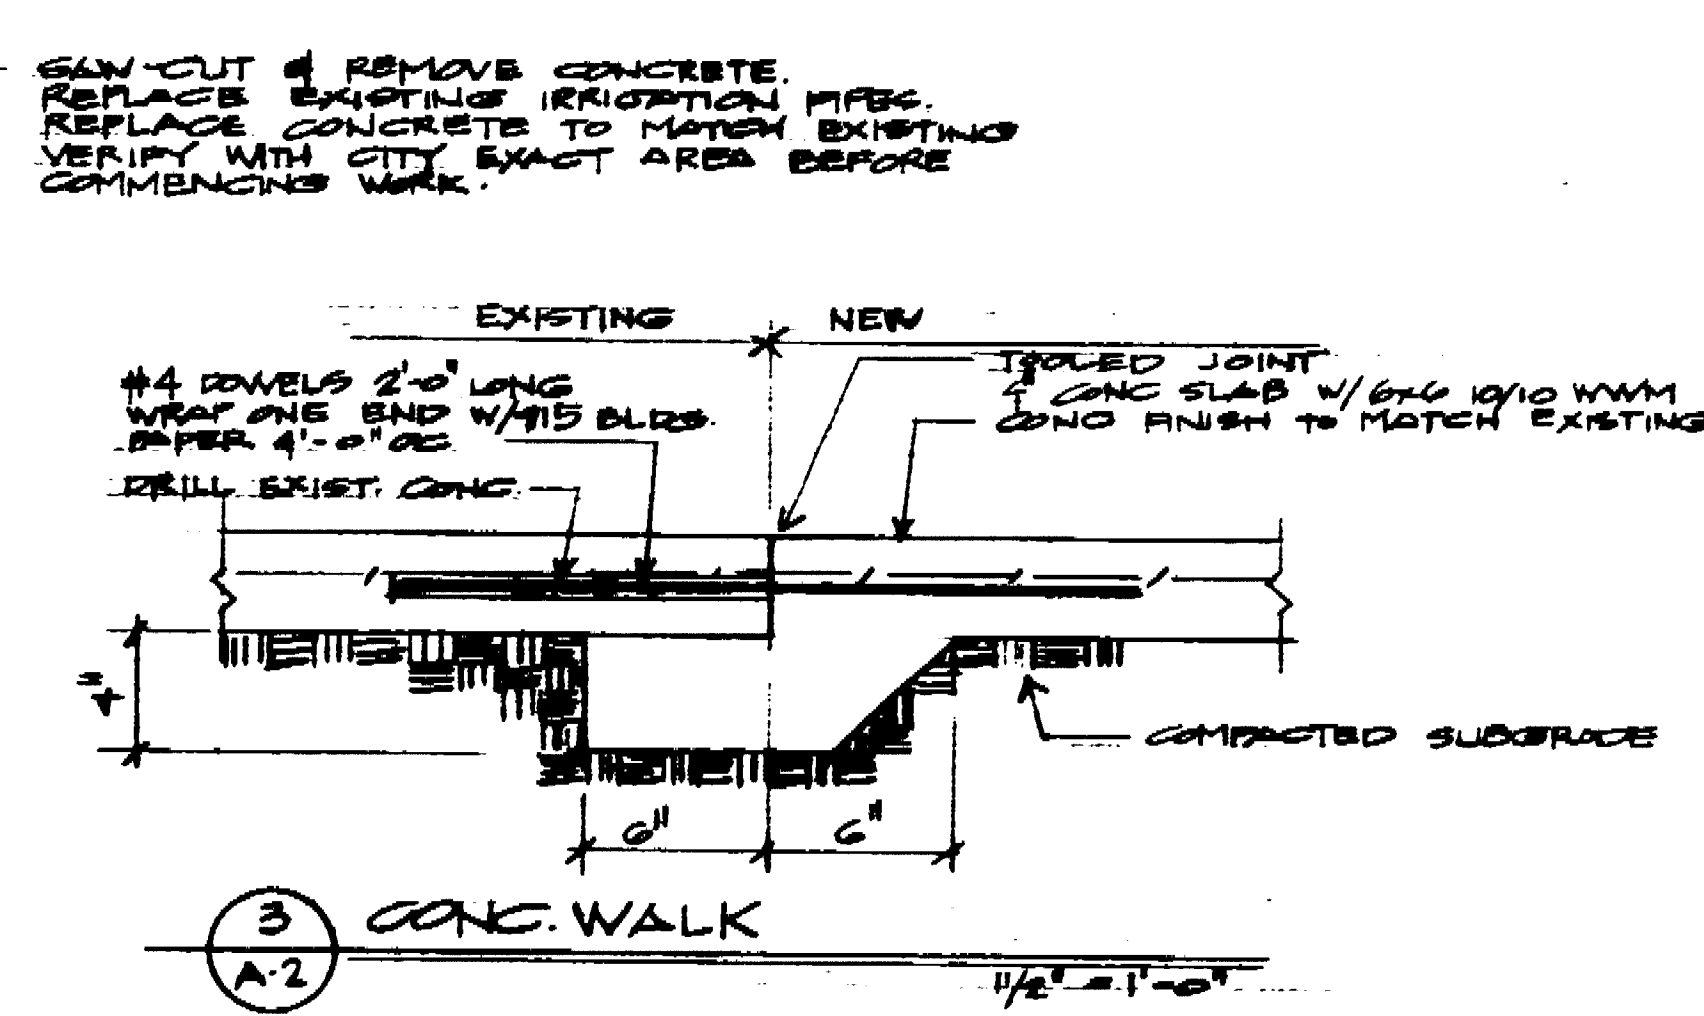 SAW-CUT & REMOVE CONCRETE.
REPLACE EXISTING IRRIGATION PIPES.
REPLACE CONCRETE TO MATCH EXISTING
VERIFY WITH CITY EXACT AREA BEFORE
COMMENCING WORK.
EXISTING
NEW
#4 DOWELS 2'-0" LONG
WRAP ONE END W/#15 BLDG.
PAPER 4'-0" OC
DRILL EXIST. CONC.
TOOLED JOINT
4" CONC SLAB W/ 6x6 10/10 WWM
CONC FINISH TO MATCH EXISTING
4"
COMPACTED SUBGRADE
6"
6"
3
A-2
CONC. WALK
1 1/2" = 1'-0"